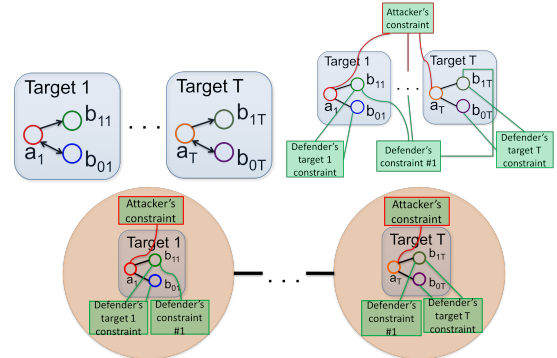 Target 1
b11
a1
b01
. . .
Target T
b1T
aT
b0T
Attacker's
constraint
Target 1
b11
a1
b01
. . .
Target T
b1T
aT
b0T
Defender's
target 1
constraint
Defender's
constraint #1
Defender's
target T
constraint
Attacker's
constraint
Target 1
b11
a1
b01
Defender's
target 1
constraint
Defender's
constraint
#1
. . .
Attacker's
constraint
Target T
b1T
aT
b0T
Defender's
constraint
#1
Defender's
target T
constraint